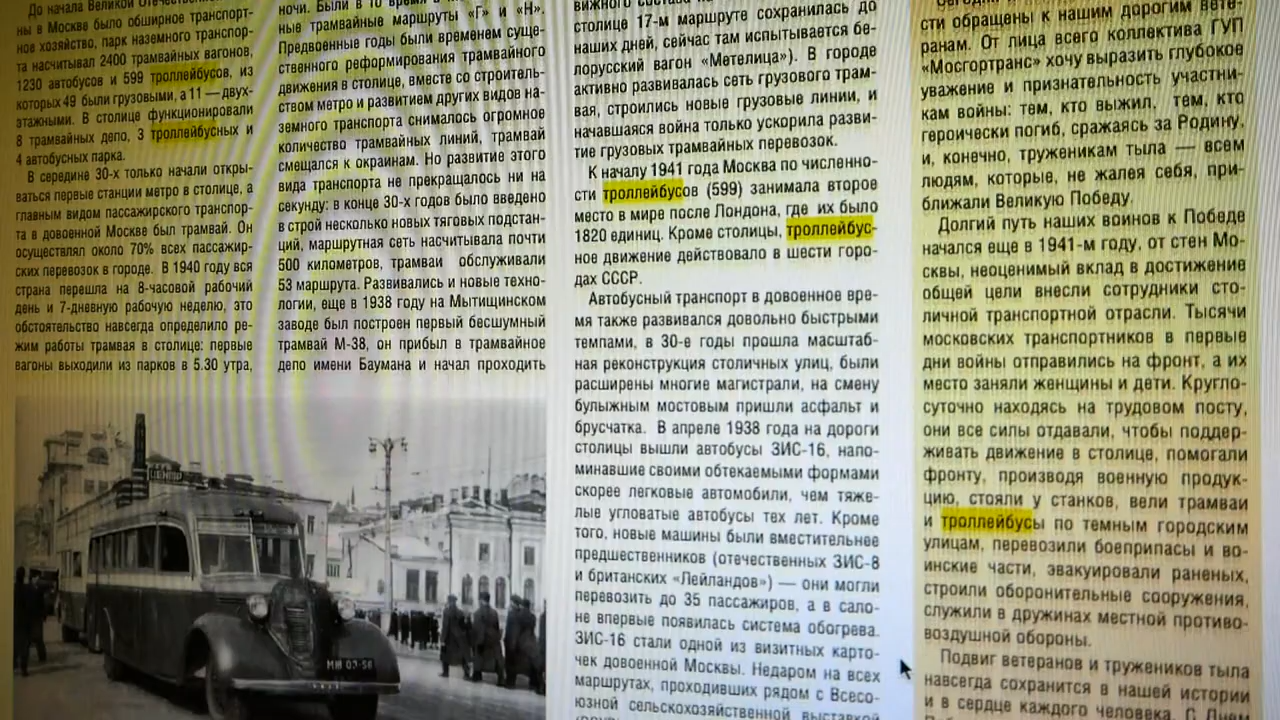 До начала Великой Отечествен-
ны в Москве было обширное транспорт-
ное хозяйство, парк наземного транспор-
та насчитывал 2400 трамвайных вагонов,
1230 автобусов и 599 троллейбусов, из
которых 49 были грузовыми, а 11 — двух-
этажными. В столице функционировали
8 трамвайных депо, 3 троллейбусных и
4 автобусных парка.
В середине 30-х только начали откры-
ваться первые станции метро в столице, а
главным видом пассажирского транспор-
та в довоенной Москве был трамвай. Он
осуществлял около 70% всех пассажир-
ских перевозок в городе. В 1940 году вся
страна перешла на 8-часовой рабочий
день и 7-дневную рабочую неделю, это
обстоятельство навсегда определило ре-
жим работы трамвая в столице: первые
вагоны выходили из парков в 5.30 утра,
ночи. Были в то время
ные трамвайные маршруты «Г» и «Н».
Предвоенные годы были временем суще-
ственного реформирования трамвайного
движения в столице, вместе со строитель-
ством метро и развитием других видов на-
земного транспорта снималось огромное
количество трамвайных линий, трамвай
смещался к окраинам. Но развитие этого
вида транспорта не прекращалось ни на
секунду: в конце 30-х годов было введено
в строй несколько новых тяговых подстан-
ций, маршрутная сеть насчитывала почти
500 километров, трамваи обслуживали
53 маршрута. Развивались и новые техно-
логии, еще в 1938 году на Мытищинском
заводе был построен первый бесшумный
трамвай М-38, он прибыл в трамвайное
депо имени Баумана и начал проходить
ЦЕНТР
МИ 03-56
вижного состава
столице 17-м маршруте сохранилась до
наших дней, сейчас там испытывается бе-
лорусский вагон «Метелица»). В городе
активно развивалась сеть грузового трам-
вая, строились новые грузовые линии, и
начавшаяся война только ускорила разви-
тие грузовых трамвайных перевозок.
К началу 1941 года Москва по численно-
сти троллейбусов (599) занимала второе
место в мире после Лондона, где их было
1820 единиц. Кроме столицы, троллейбус-
ное движение действовало в шести горо-
дах СССР.
Автобусный транспорт в довоенное вре-
мя также развивался довольно быстрыми
темпами, в 30-е годы прошла масштаб-
ная реконструкция столичных улиц, были
расширены многие магистрали, на смену
булыжным мостовым пришли асфальт и
брусчатка. В апреле 1938 года на дороги
столицы вышли автобусы ЗИС-16, напо-
минавшие своими обтекаемыми формами
скорее легковые автомобили, чем тяже-
лые угловатые автобусы тех лет. Кроме
того, новые машины были вместительнее
предшественников (отечественных ЗИС-8
и британских «Лейландов») — они могли
перевозить до 35 пассажиров, а в сало-
не впервые появилась система обогрева.
ЗИС-16 стали одной из визитных карто-
чек довоенной Москвы. Недаром на всех
маршрутах, проходивших рядом с Всесо-
юзной сельскохозяйственной выставкой
сти обращены к нашим дорогим вете-
ранам. От лица всего коллектива ГУП
«Мосгортранс» хочу выразить глубокое
уважение и признательность участни-
кам войны: тем, кто выжил, тем, кто
героически погиб, сражаясь за Родину,
и, конечно, труженикам тыла — всем
людям, которые, не жалея себя, при-
ближали Великую Победу.
Долгий путь наших воинов к Победе
начался еще в 1941-м году, от стен Мо-
сквы, неоценимый вклад в достижение
общей цели внесли сотрудники сто-
личной транспортной отрасли. Тысячи
московских транспортников в первые
дни войны отправились на фронт, а их
место заняли женщины и дети. Кругло-
суточно находясь на трудовом посту,
они все силы отдавали, чтобы поддер-
живать движение в столице, помогали
фронту, производя военную продук-
цию, стояли у станков, вели трамваи
и троллейбусы по темным городским
улицам, перевозили боеприпасы и во-
инские части, эвакуировали раненых,
строили оборонительные сооружения,
служили в дружинах местной противо-
воздушной обороны.
Подвиг ветеранов и тружеников тыла
навсегда сохранится в нашей истории
и в сердце каждого человека. С Днем